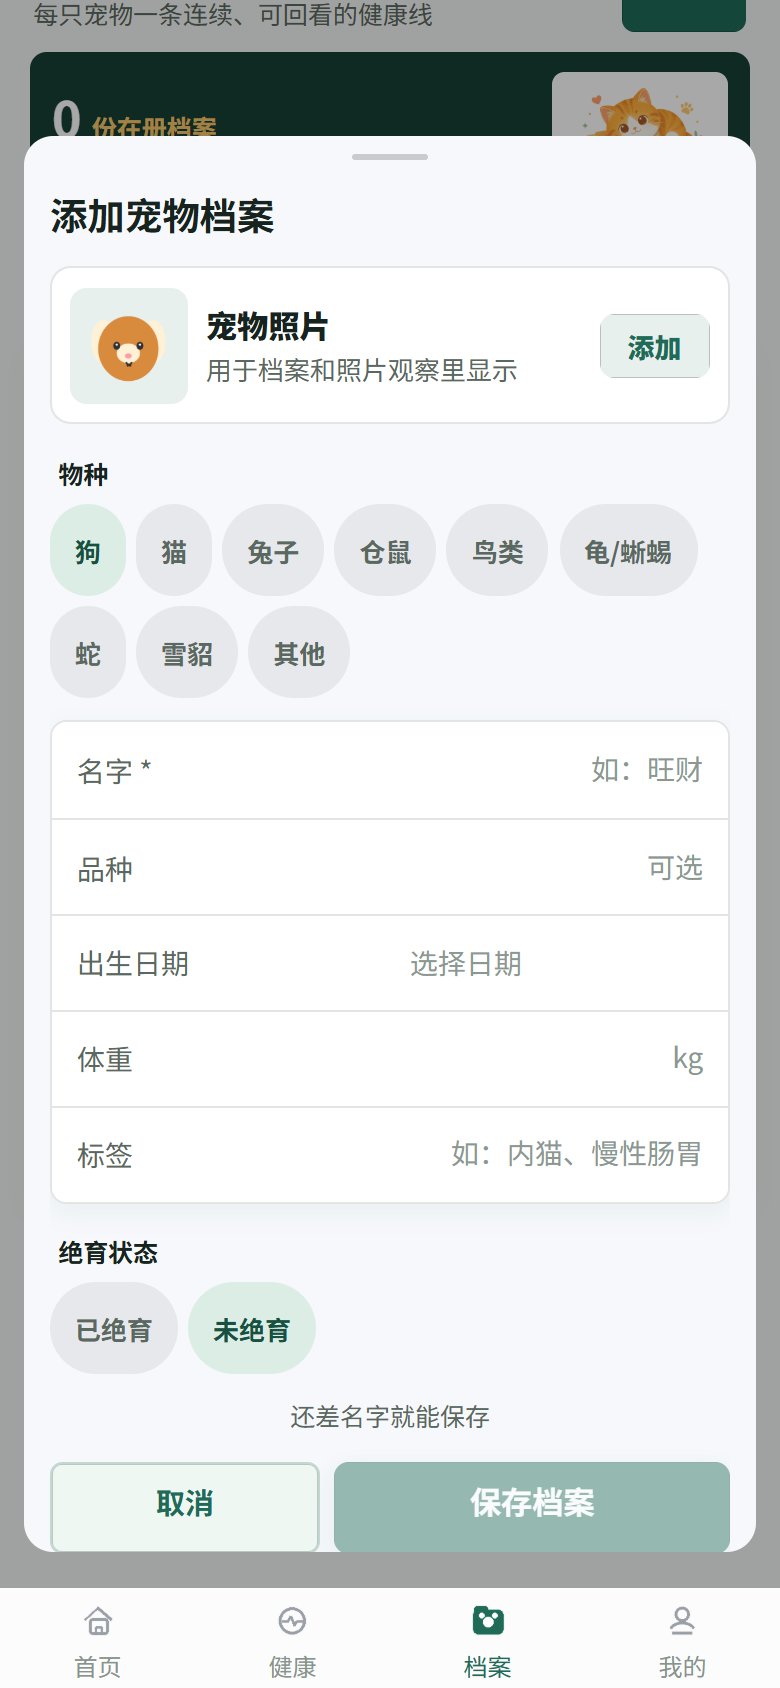 每只宠物一条连续、可回看的健康线
0 份在册档案
添加宠物档案
宠物照片
用于档案和照片观察里显示
添加
物种
狗 猫 兔子 仓鼠 鸟类 龟/蜥蜴
蛇 雪貂 其他
名字 * 如：旺财
品种 可选
出生日期 选择日期
体重 kg
标签 如：内猫、慢性肠胃
绝育状态
已绝育 未绝育
还差名字就能保存
取消 保存档案
首页 健康 档案 我的